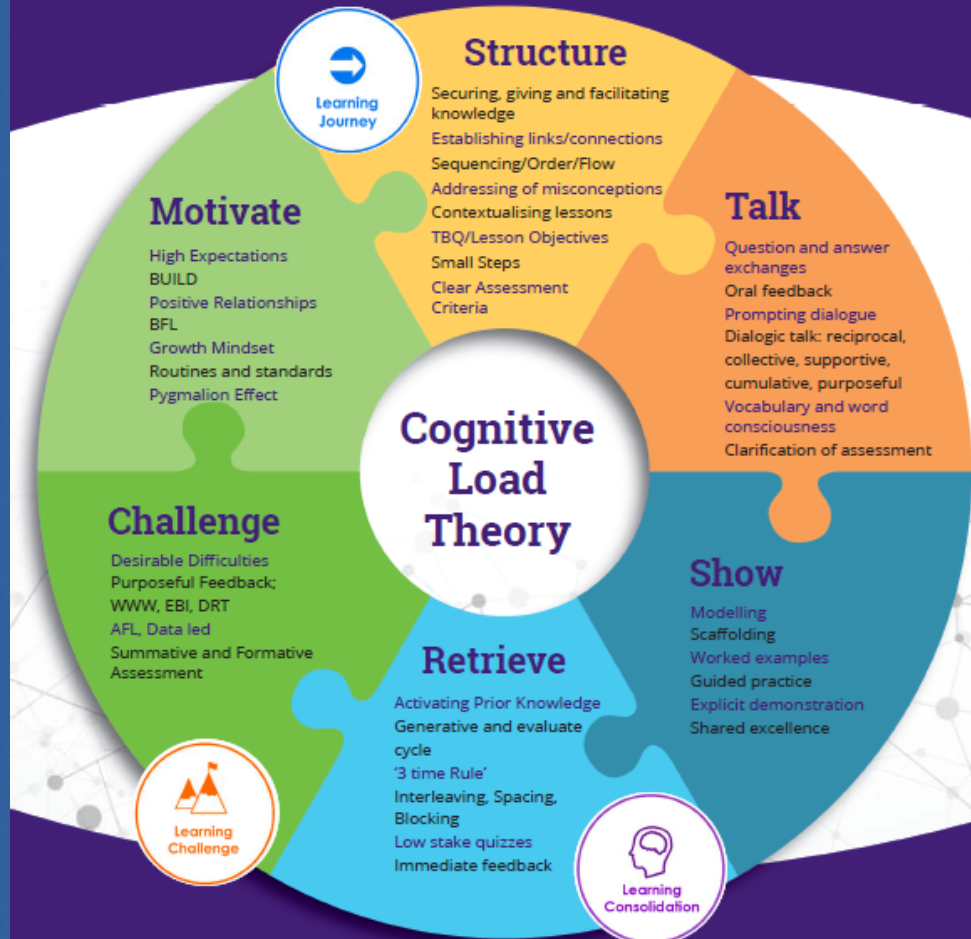 Learning
Journey
Structure
Securing, giving and facilitating
knowledge
Establishing links/connections
Sequencing/Order/Flow
Addressing of misconceptions
Contextualising lessons
TBQ/Lesson Objectives
Small Steps
Clear Assessment
Criteria
Talk
Question and answer
exchanges
Oral feedback
Prompting dialogue
Dialogic talk: reciprocal,
collective, supportive,
cumulative, purposeful
Vocabulary and word
consciousness
Clarification of assessment
Show
Modelling
Scaffolding
Worked examples
Guided practice
Explicit demonstration
Shared excellence
Learning
Consolidation
Retrieve
Activating Prior Knowledge
Generative and evaluate
cycle
‘3 time Rule’
Interleaving, Spacing,
Blocking
Low stake quizzes
Immediate feedback
Learning
Challenge
Challenge
Desirable Difficulties
Purposeful Feedback;
WWW, EBI, DRT
AFL, Data led
Summative and Formative
Assessment
Motivate
High Expectations
BUILD
Positive Relationships
BFL
Growth Mindset
Routines and standards
Pygmalion Effect
Cognitive
Load
Theory